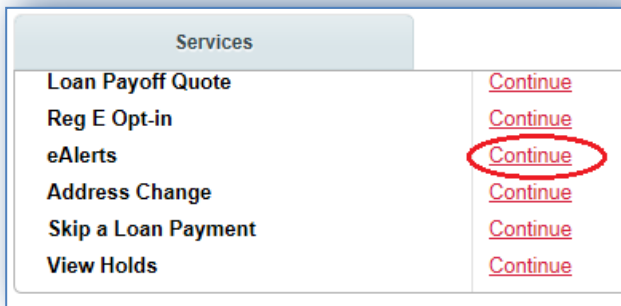 Services
Loan Payoff Quote Continue
Reg E Opt-in Continue
eAlerts Continue
Address Change Continue
Skip a Loan Payment Continue
View Holds Continue